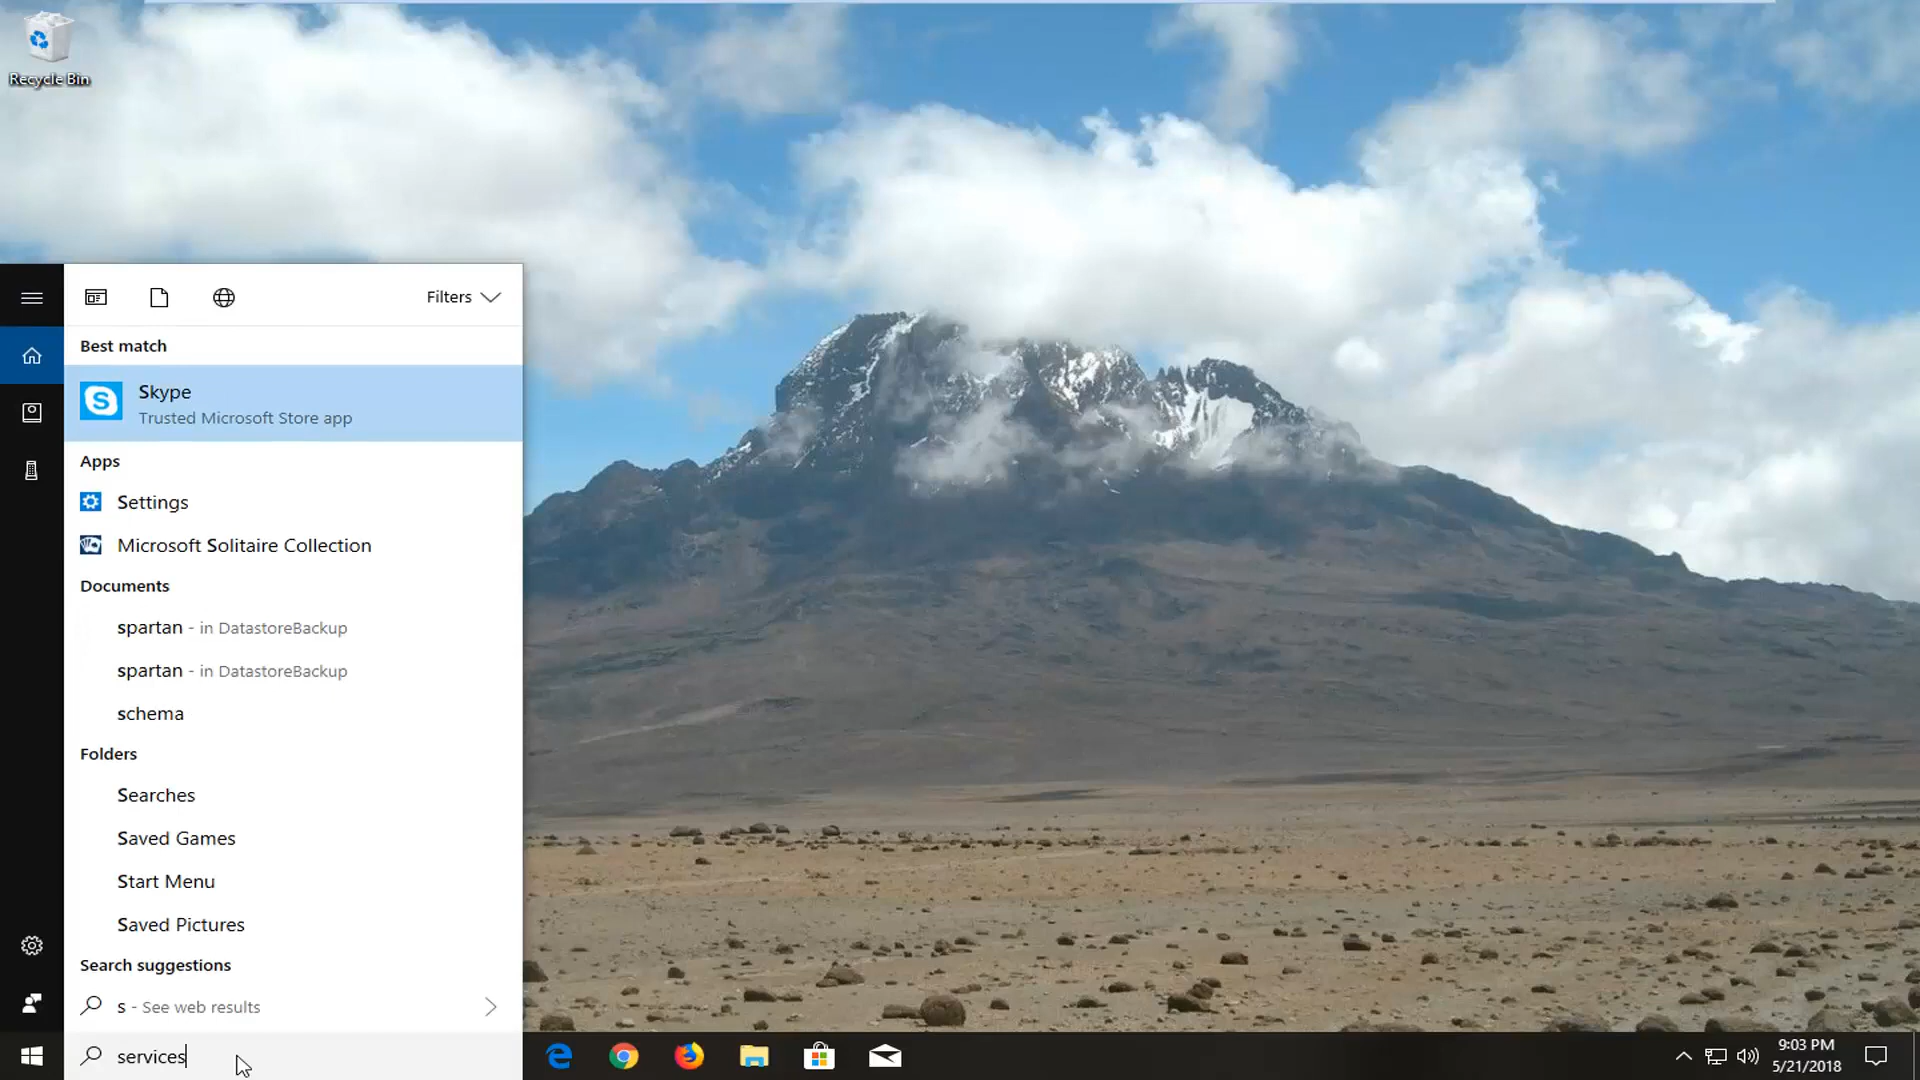 Recycle Bin
Filters
Best match
Skype
Trusted Microsoft Store app
Apps
Settings
Microsoft Solitaire Collection
Documents
spartan - in DatastoreBackup
spartan - in DatastoreBackup
schema
Folders
Searches
Saved Games
Start Menu
Saved Pictures
Search suggestions
s - See web results
services
9:03 PM
5/21/2018